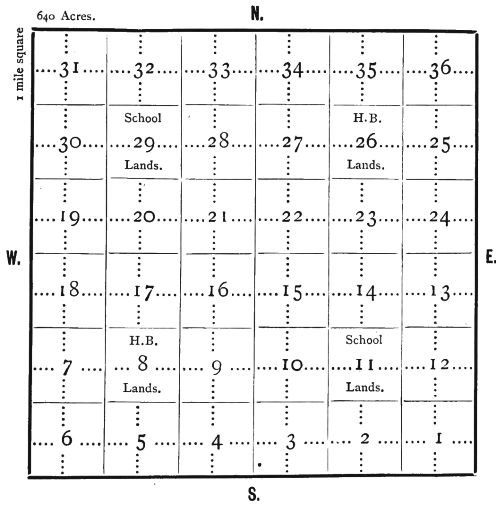 640 Acres.
N.
1 mile square
31 32 33 34 35 36
School H.B.
30 29 28 27 26 25
Lands. Lands.
19 20 21 22 23 24
W. E.
18 17 16 15 14 13
H.B. School
7 8 9 10 11 12
Lands. Lands.
6 5 4 3 2 1
S.